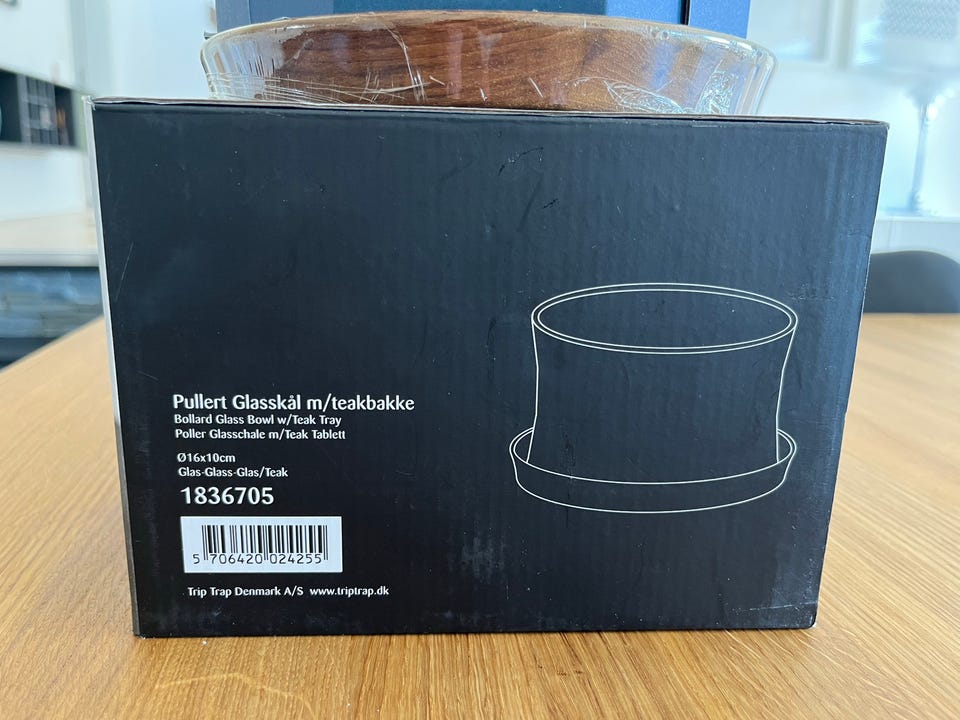 Pullert Glasskål m/teakbakke
Bollard Glass Bowl w/Teak Tray
Poller Glasschale m/Teak Tablett
Ø16x10cm
Glas-Glass-Glas/Teak
1836705
5 706420 024255
Trip Trap Denmark A/S www.triptrap.dk